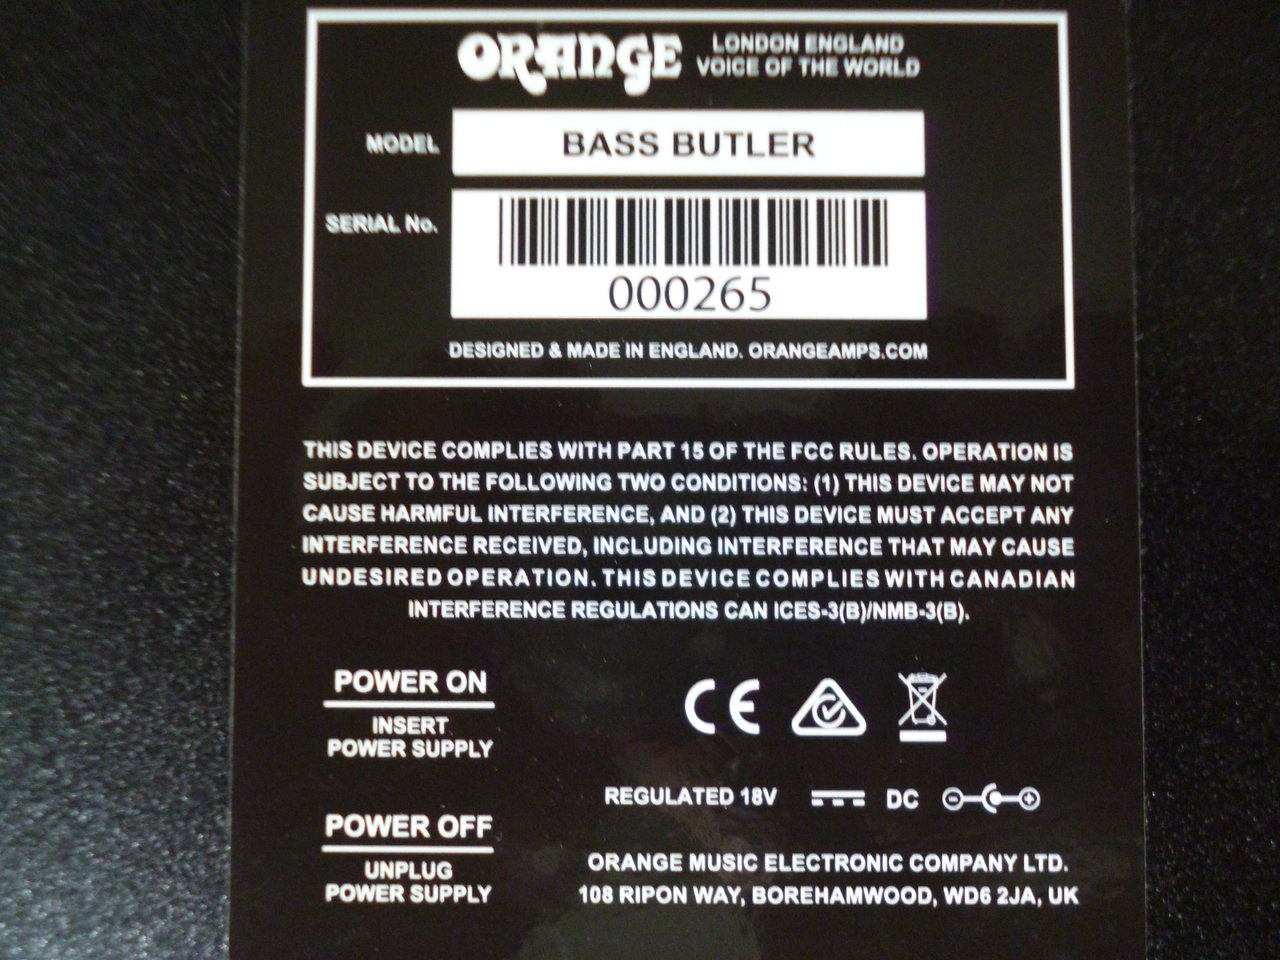 ORANGE
LONDON ENGLAND
VOICE OF THE WORLD
MODEL
BASS BUTLER
SERIAL No.
000265
DESIGNED & MADE IN ENGLAND. ORANGEAMPS.COM
THIS DEVICE COMPLIES WITH PART 15 OF THE FCC RULES. OPERATION IS
SUBJECT TO THE FOLLOWING TWO CONDITIONS: (1) THIS DEVICE MAY NOT
CAUSE HARMFUL INTERFERENCE, AND (2) THIS DEVICE MUST ACCEPT ANY
INTERFERENCE RECEIVED, INCLUDING INTERFERENCE THAT MAY CAUSE
UNDESIRED OPERATION. THIS DEVICE COMPLIES WITH CANADIAN
INTERFERENCE REGULATIONS CAN ICES-3(B)/NMB-3(B).
POWER ON
INSERT
POWER SUPPLY
POWER OFF
UNPLUG
POWER SUPPLY
CE
REGULATED 18V DC
ORANGE MUSIC ELECTRONIC COMPANY LTD.
108 RIPON WAY, BOREHAMWOOD, WD6 2JA, UK